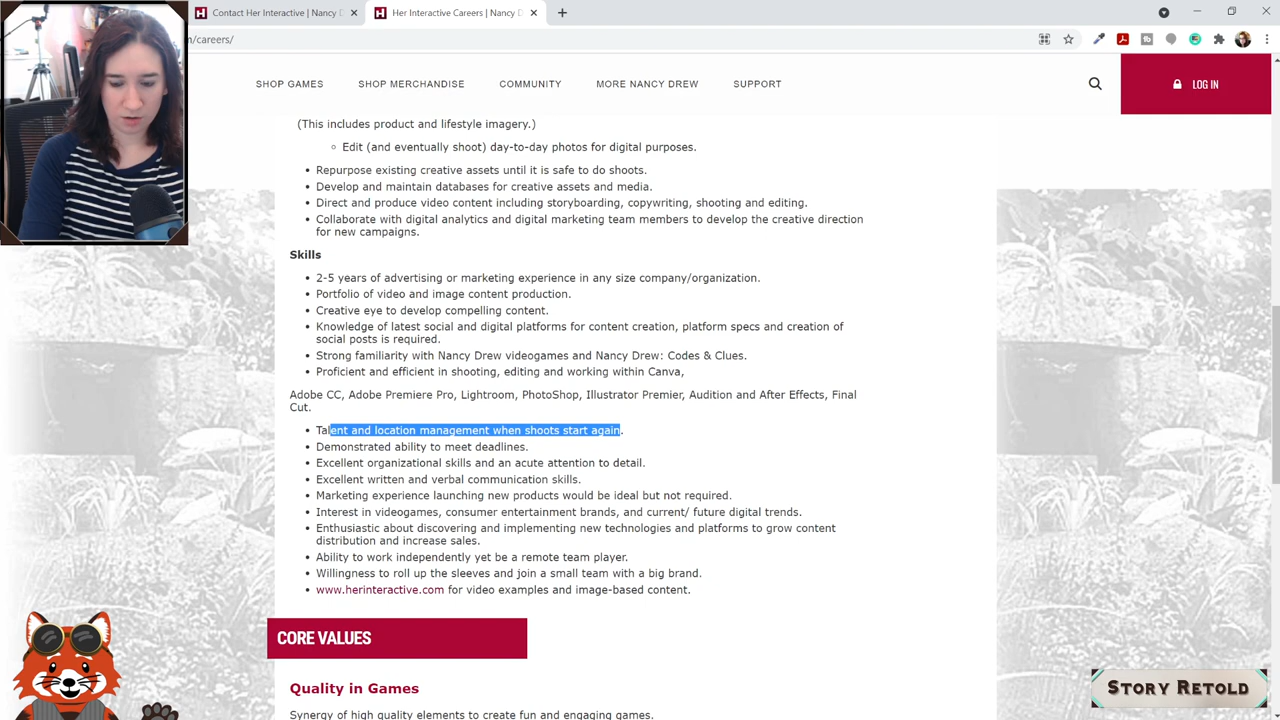 Contact Her Interactive | Nancy D
Her Interactive Careers | Nancy D
/careers/
SHOP GAMES
SHOP MERCHANDISE
COMMUNITY
MORE NANCY DREW
SUPPORT
LOG IN
(This includes product and lifestyle imagery.)
Edit (and eventually shoot) day-to-day photos for digital purposes.
Repurpose existing creative assets until it is safe to do shoots.
Develop and maintain databases for creative assets and media.
Direct and produce video content including storyboarding, copywriting, shooting and editing.
Collaborate with digital analytics and digital marketing team members to develop the creative direction
for new campaigns.
Skills
2-5 years of advertising or marketing experience in any size company/organization.
Portfolio of video and image content production.
Creative eye to develop compelling content.
Knowledge of latest social and digital platforms for content creation, platform specs and creation of
social posts is required.
Strong familiarity with Nancy Drew videogames and Nancy Drew: Codes & Clues.
Proficient and efficient in shooting, editing and working within Canva,
Adobe CC, Adobe Premiere Pro, Lightroom, PhotoShop, Illustrator Premier, Audition and After Effects, Final
Cut.
Talent and location management when shoots start again.
Demonstrated ability to meet deadlines.
Excellent organizational skills and an acute attention to detail.
Excellent written and verbal communication skills.
Marketing experience launching new products would be ideal but not required.
Interest in videogames, consumer entertainment brands, and current/ future digital trends.
Enthusiastic about discovering and implementing new technologies and platforms to grow content
distribution and increase sales.
Ability to work independently yet be a remote team player.
Willingness to roll up the sleeves and join a small team with a big brand.
www.herinteractive.com for video examples and image-based content.
CORE VALUES
Quality in Games
Synergy of high quality elements to create fun and engaging games.
STORY RETOLD